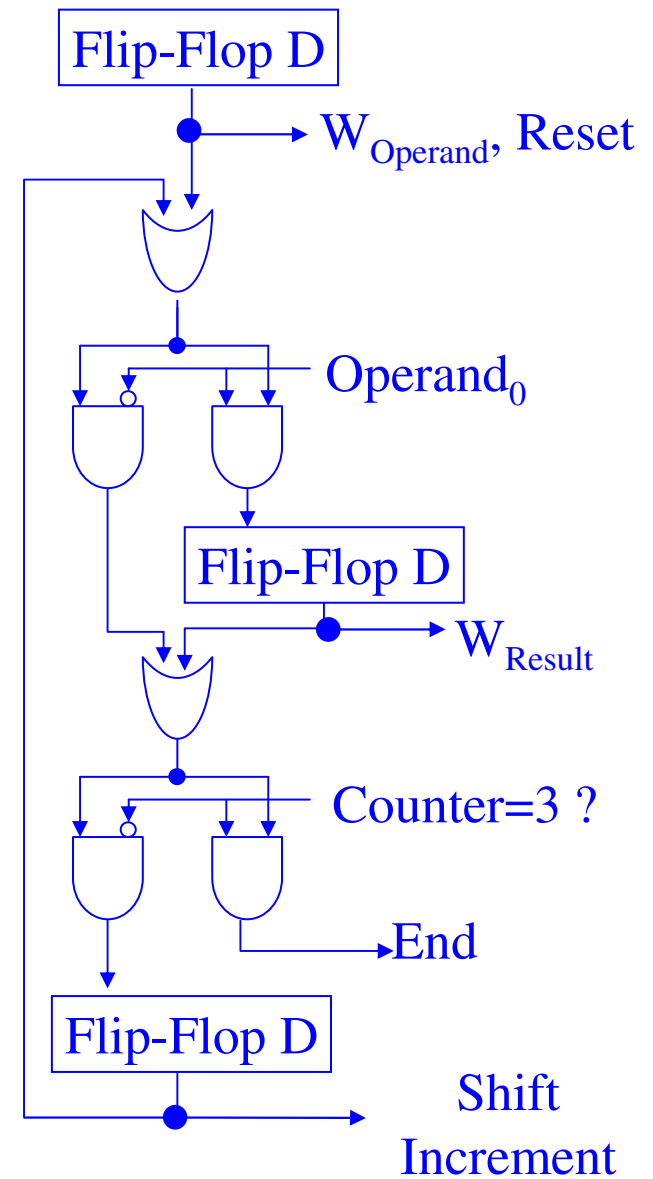 Flip-Flop D
W_Operand, Reset
Operand_0
Flip-Flop D
W_Result
Counter=3 ?
End
Flip-Flop D
Shift
Increment